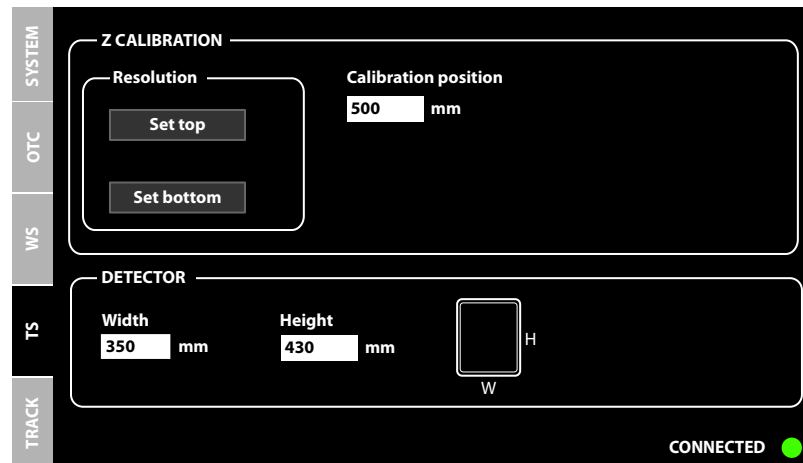 SYSTEM
OTC
WS
TS
TRACK
Z CALIBRATION
Resolution
Set top
Set bottom
Calibration position
500 mm
DETECTOR
Width
350 mm
Height
430 mm
H
W
CONNECTED